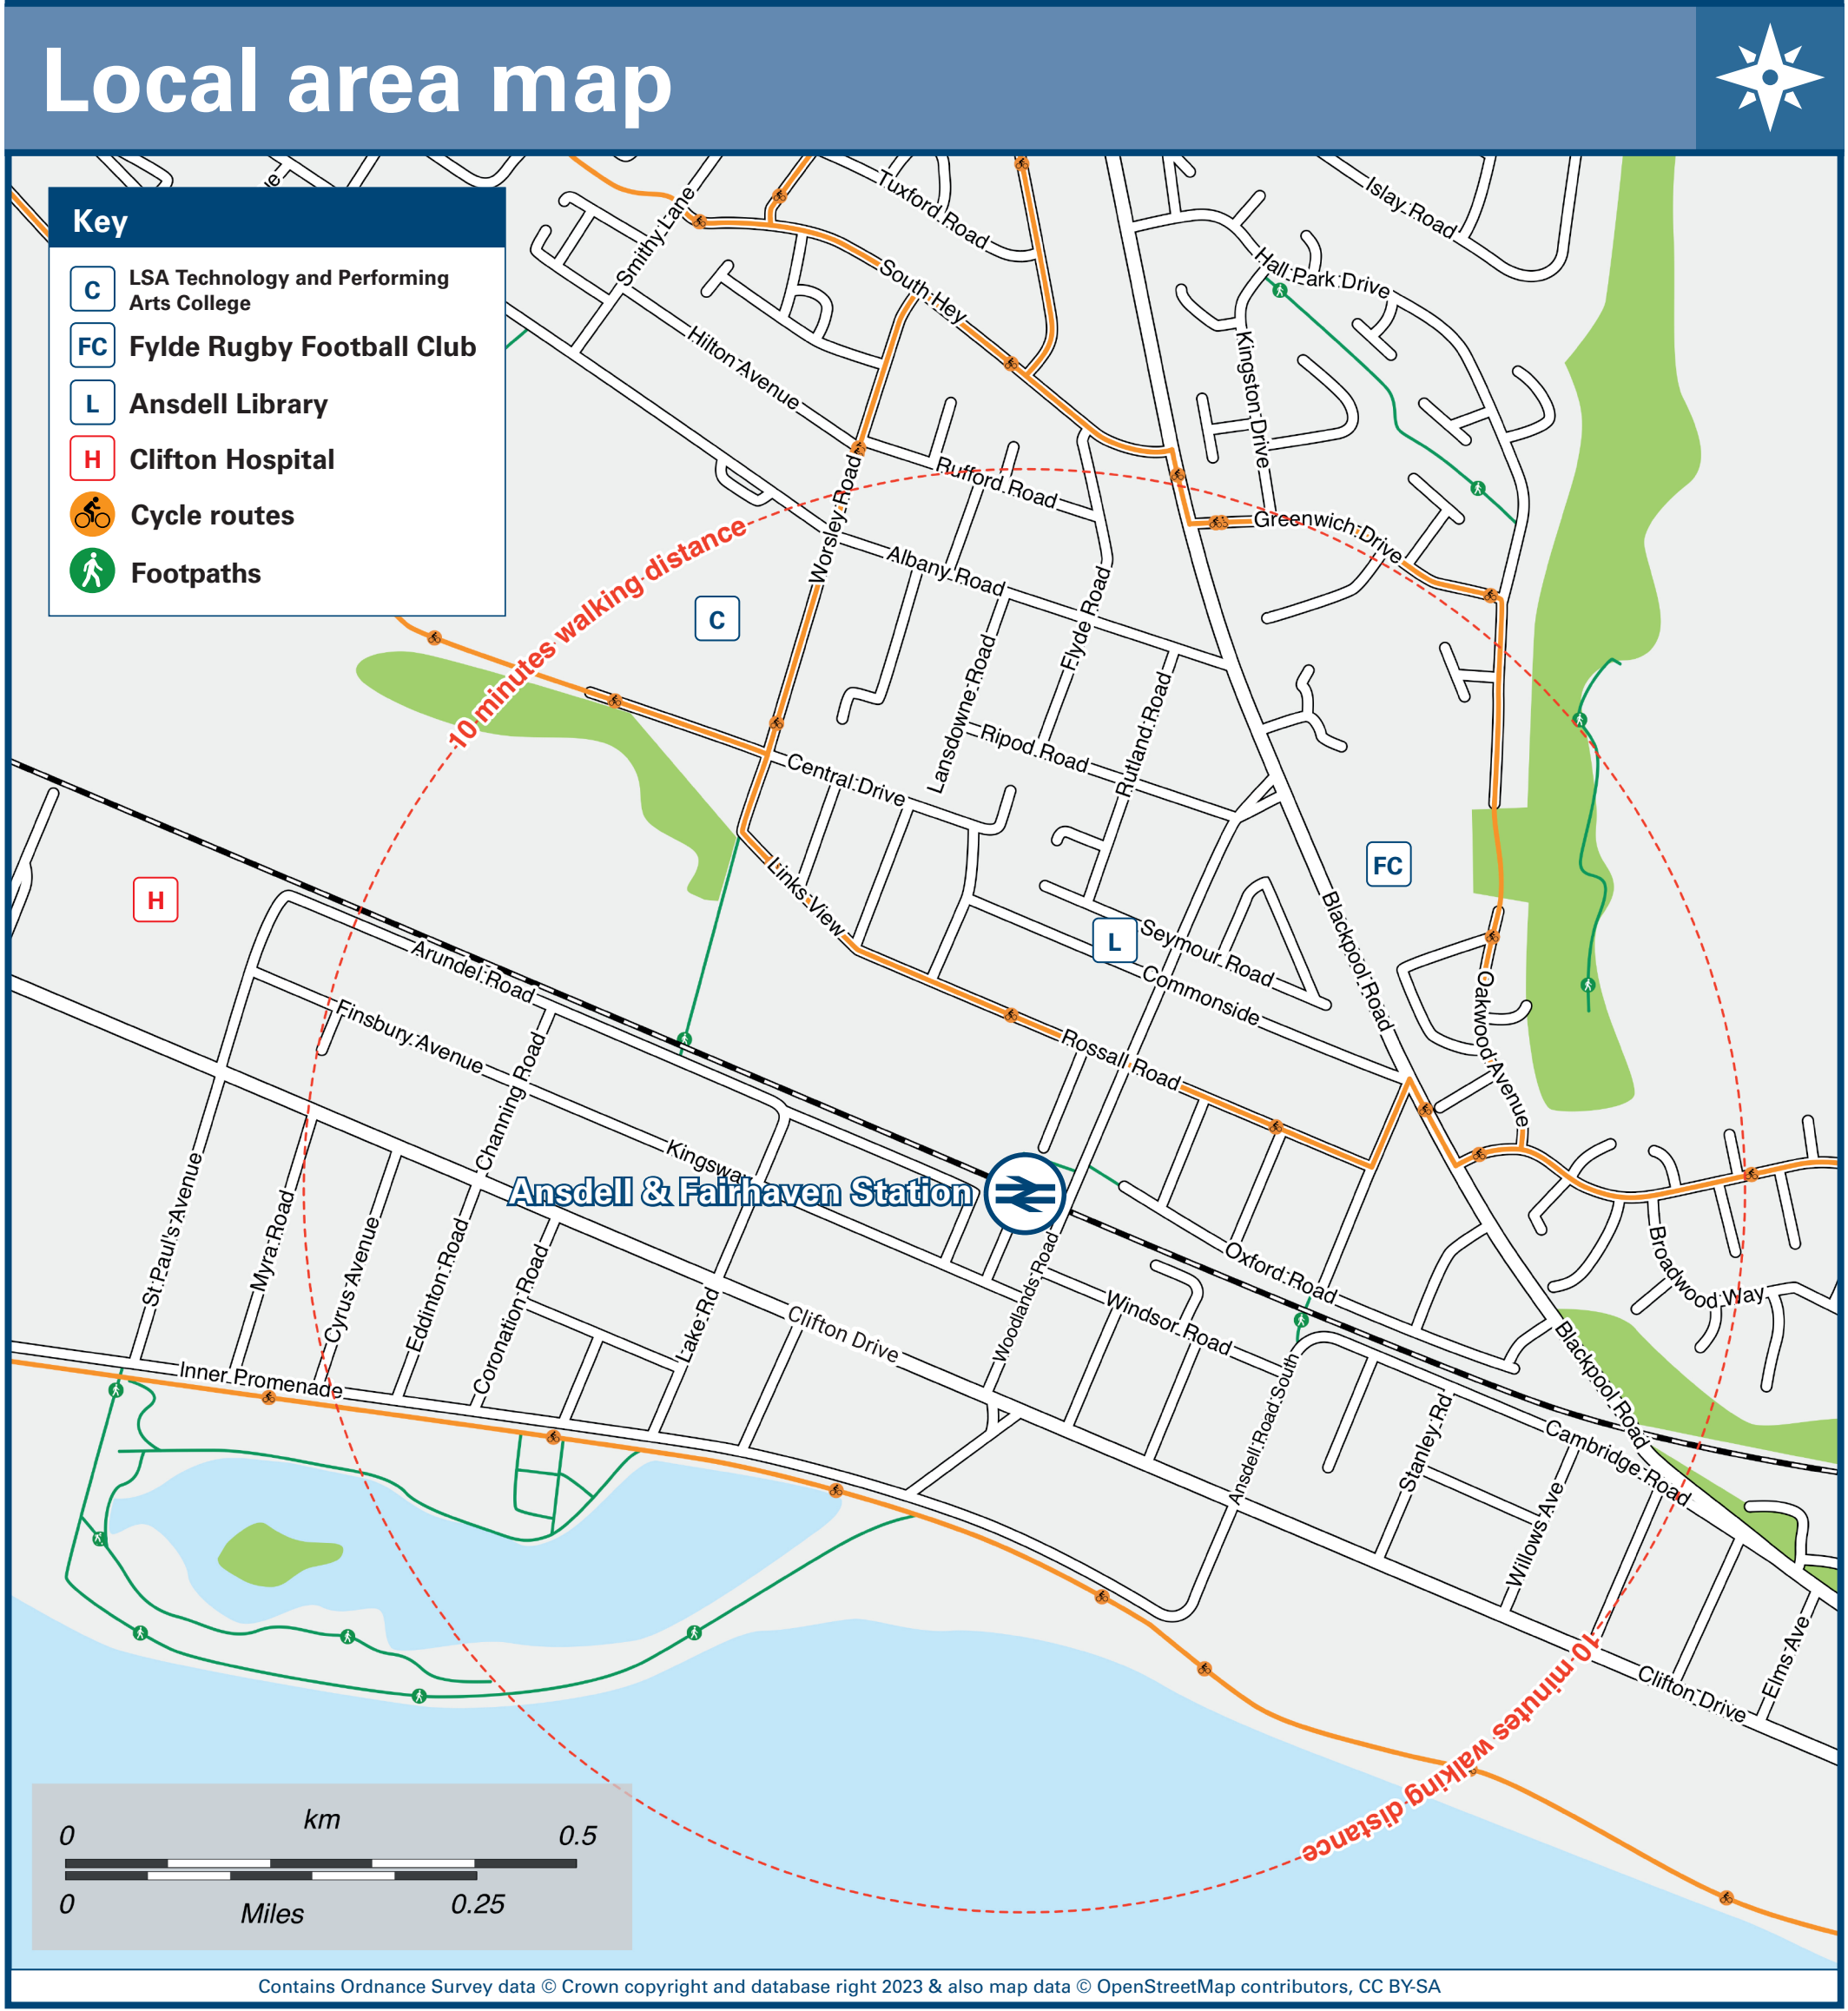 Local area map
Key
C
LSA Technology and Performing
Arts College
FC
Fylde Rugby Football Club
L
Ansdell Library
H
Clifton Hospital
Cycle routes
Footpaths
Smithy Lane
Tuxford Road
Islay Road
South Hey
Hall Park Drive
Hilton Avenue
Kingston Drive
Rufford Road
Worsley Road
Greenwich Drive
10 minutes walking distance
Albany Road
C
Flyde Road
Lansdowne Road
Rutland Road
Ripod Road
Central Drive
FC
H
Links View
L
Seymour Road
Commonside
Blackpool Road
Arundel Road
Finsbury Avenue
Channing Road
Rossall Road
Oakwood Avenue
Kingsway
Ansdell & Fairhaven Station
St Paul's Avenue
Myra Road
Cyrus Avenue
Eddinton Road
Coronation Road
Lake Rd
Clifton Drive
Woodlands Road
Windsor Road
Oxford Road
Broadwood Way
Blackpool Road
Inner Promenade
Ansdell Road South
Stanley Rd
Cambridge Road
Willows Ave
Elms Ave
Clifton Drive
10 minutes walking distance
km
0 0.5
0 0.25
Miles
Contains Ordnance Survey data © Crown copyright and database right 2023 & also map data © OpenStreetMap contributors, CC BY-SA